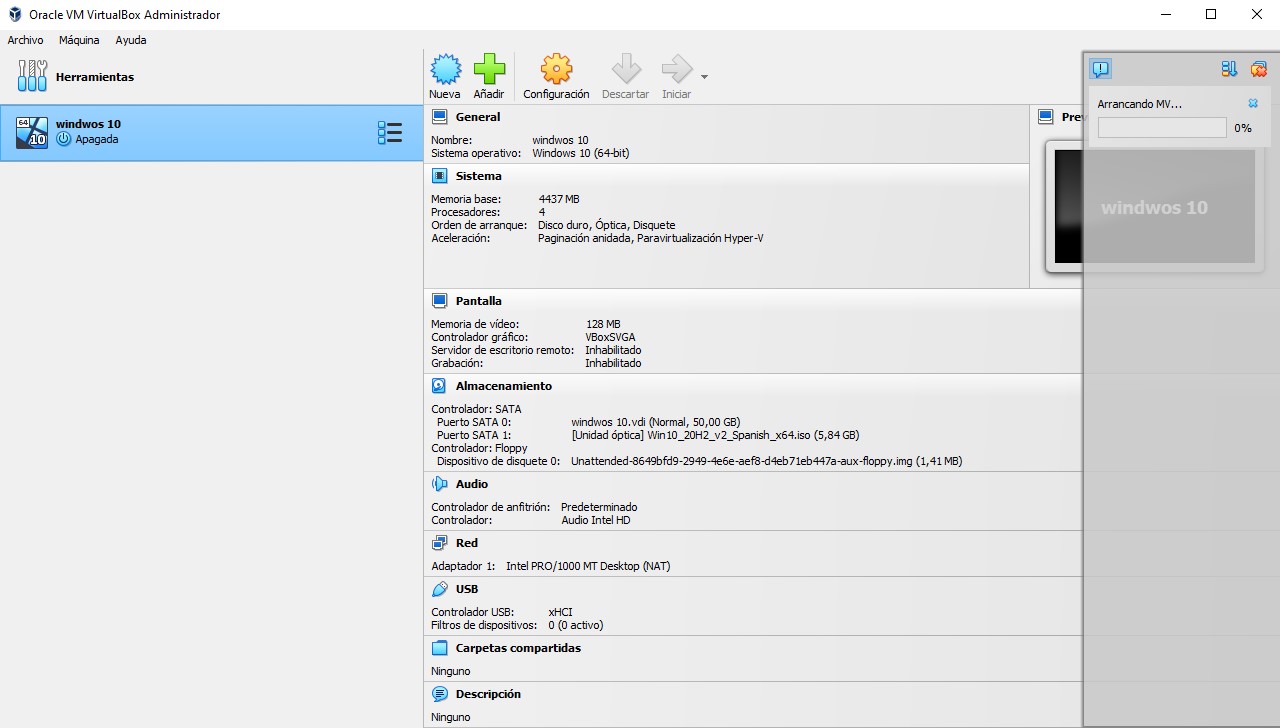 Oracle VM VirtualBox Administrador
Archivo Máquina Ayuda
Herramientas
windwos 10
Apagada
64
10
Nueva Añadir Configuración Descartar Iniciar
General
Nombre: windwos 10
Sistema operativo: Windows 10 (64-bit)
Sistema
Memoria base: 4437 MB
Procesadores: 4
Orden de arranque: Disco duro, Óptica, Disquete
Aceleración: Paginación anidada, Paravirtualización Hyper-V
Pantalla
Memoria de vídeo: 128 MB
Controlador gráfico: VBoxSVGA
Servidor de escritorio remoto: Inhabilitado
Grabación: Inhabilitado
Almacenamiento
Controlador: SATA
Puerto SATA 0: windwos 10.vdi (Normal, 50,00 GB)
Puerto SATA 1: [Unidad óptica] Win10_20H2_v2_Spanish_x64.iso (5,84 GB)
Controlador: Floppy
Dispositivo de disquete 0: Unattended-8649bfd9-2949-4e6e-aef8-d4eb71eb447a-aux-floppy.img (1,41 MB)
Audio
Controlador de anfitrión: Predeterminado
Controlador: Audio Intel HD
Red
Adaptador 1: Intel PRO/1000 MT Desktop (NAT)
USB
Controlador USB: xHCI
Filtros de dispositivos: 0 (0 activo)
Carpetas compartidas
Ninguno
Descripción
Ninguno
Prev
Arrancando MV...
0%
windwos 10